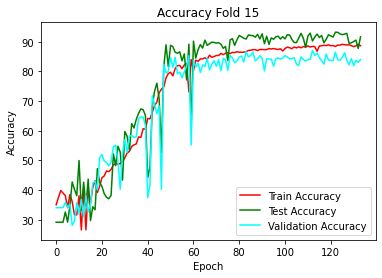 Accuracy Fold 15
Accuracy
90
80
70
60
50
40
30
Train Accuracy
Test Accuracy
Validation Accuracy
0 20 40 60 80 100 120
Epoch